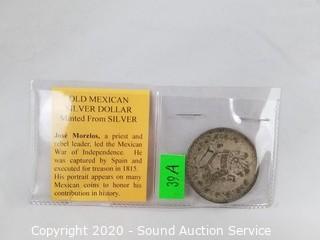 OLD MEXICAN
SILVER DOLLAR
Minted From SILVER
José Morelos, a priest and
rebel leader, led the Mexican
War of Independence. He
was captured by Spain and
executed for treason in 1815.
His portrait appears on many
Mexican coins to honor his
contribution in history.
39A
Copyright 2020 - Sound Auction Service